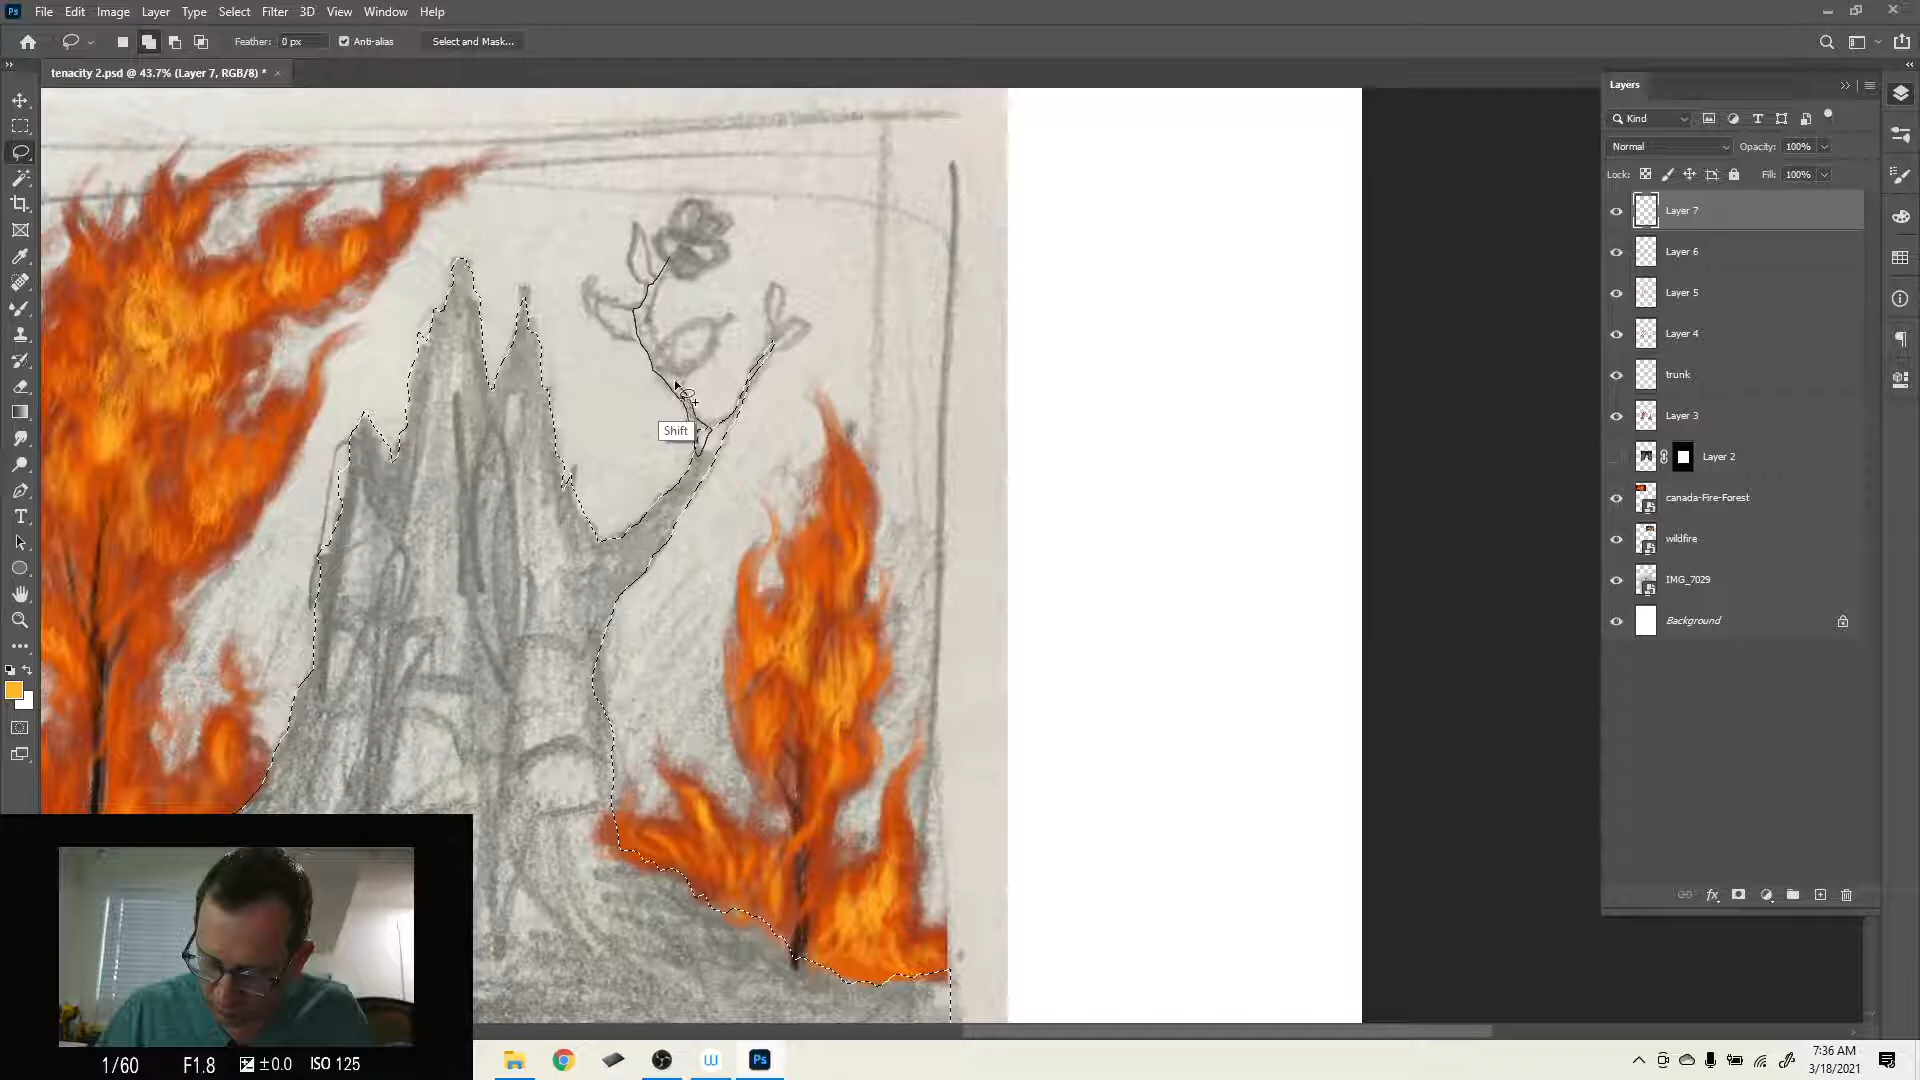 Ps File Edit Image Layer Type Select Filter 3D View Window Help
Feather: 0 px Anti-alias Select and Mask...
tenacity 2.psd @ 43.7% (Layer 7, RGB/8) * ×
Layers
Kind
Normal Opacity: 100%
Lock: Fill: 100%
Layer 7
Layer 6
Layer 5
Layer 4
trunk
Layer 3
Layer 2
canada-Fire-Forest
wildfire
IMG_7029
Background
fx
Shift
1/60 F1.8 ±0.0 ISO 125
Ps
7:36 AM
3/18/2021